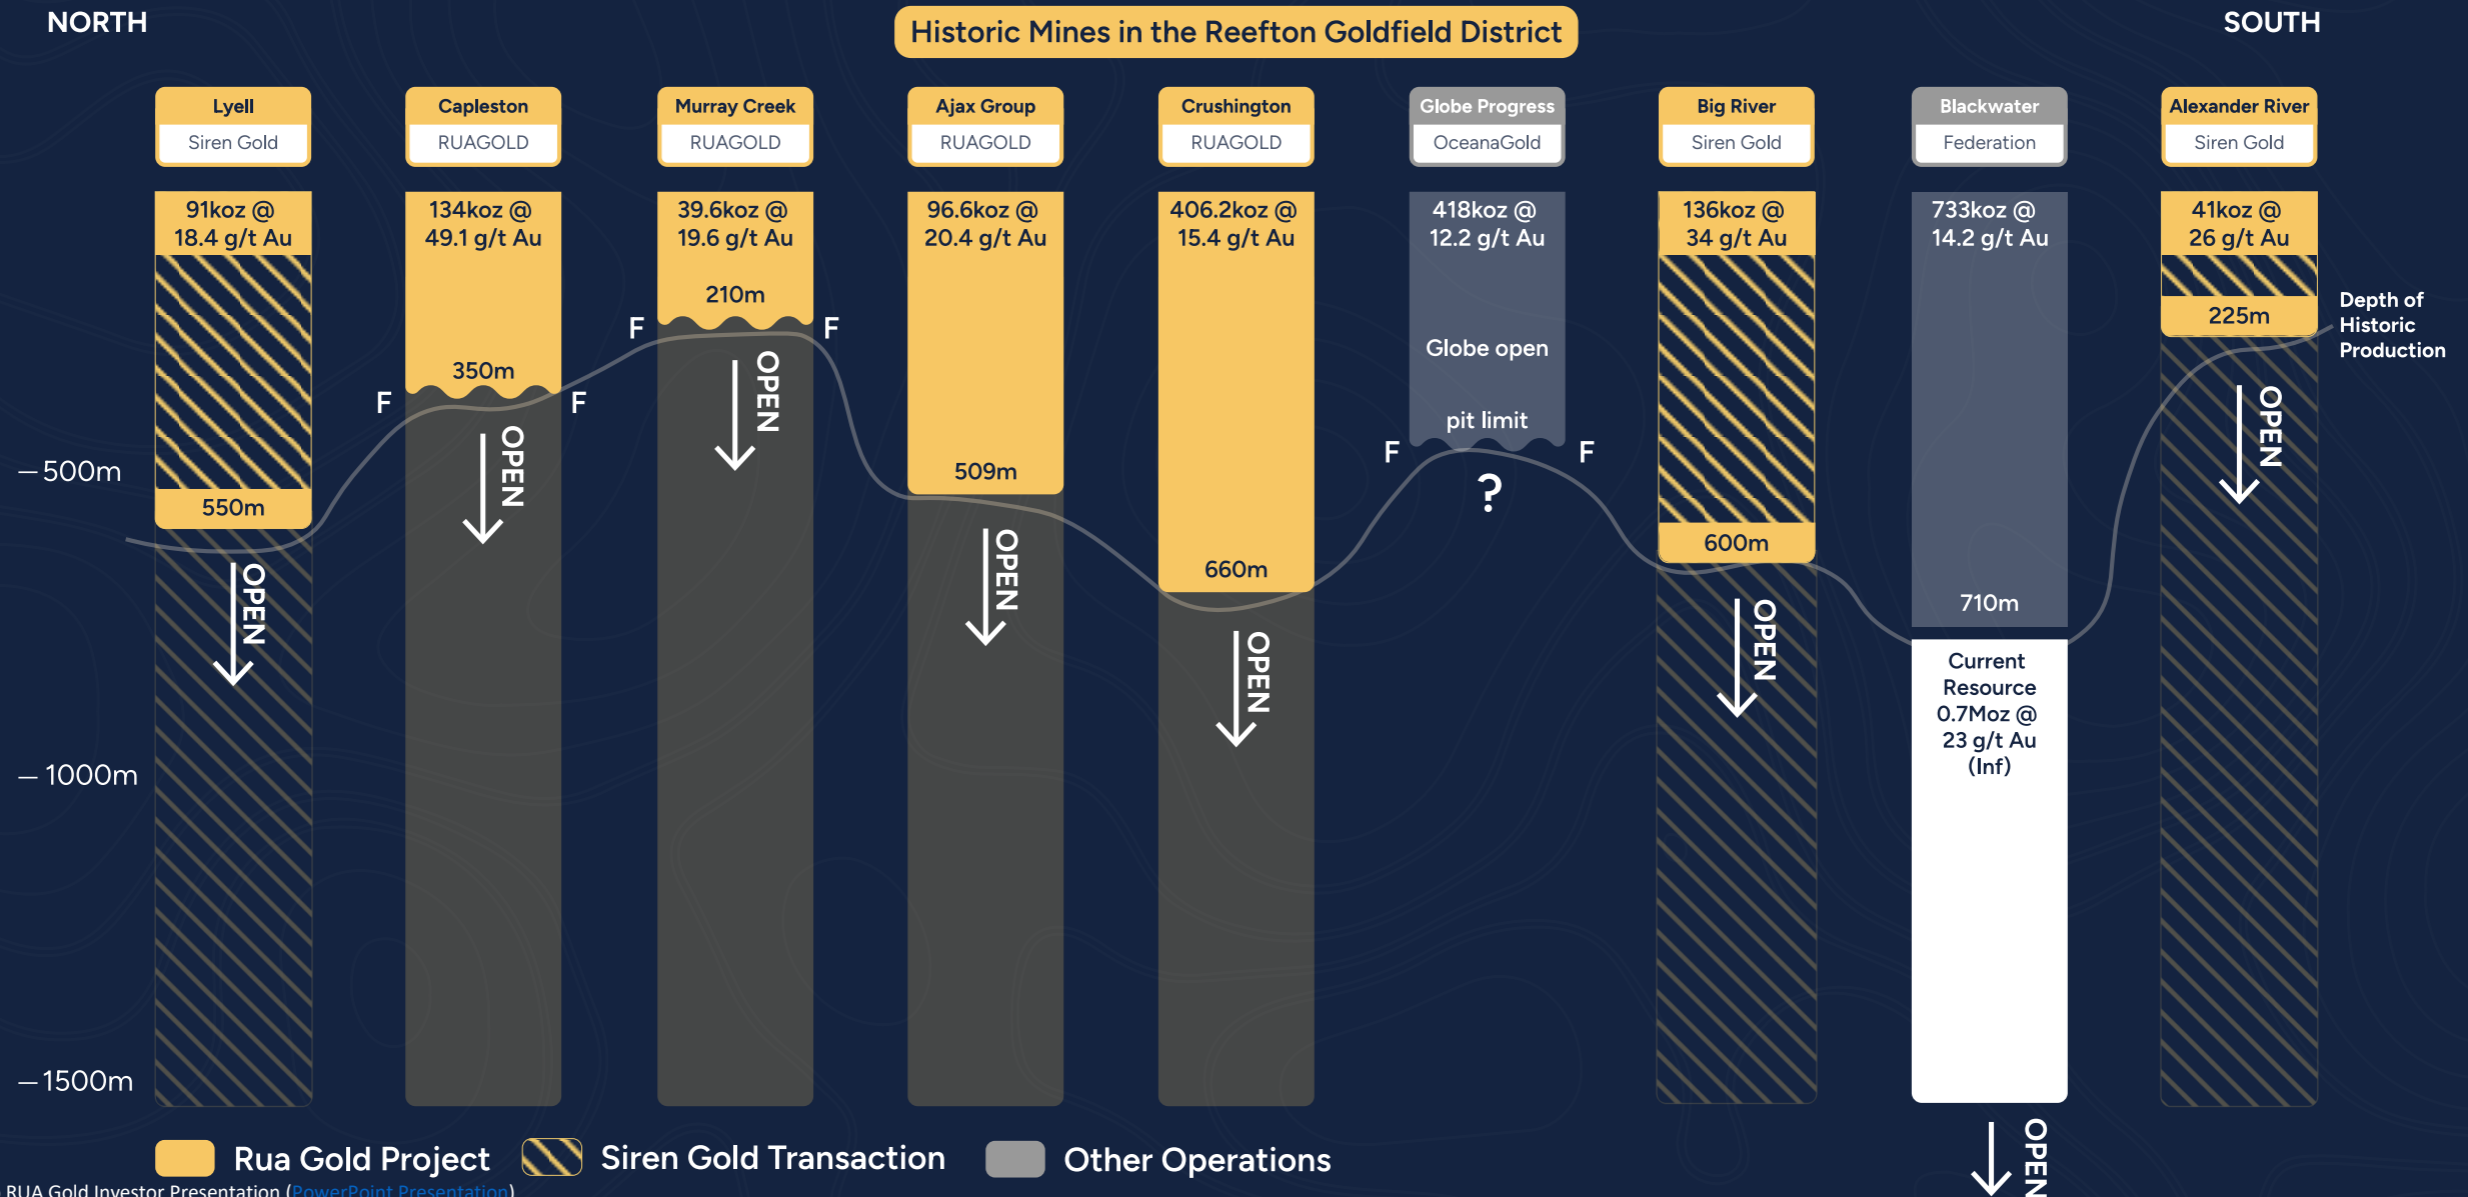 NORTH
Historic Mines in the Reefton Goldfield District
SOUTH
Lyell
Siren Gold
Capleston
RUAGOLD
Murray Creek
RUAGOLD
Ajax Group
RUAGOLD
Crushington
RUAGOLD
Globe Progress
OceanaGold
Big River
Siren Gold
Blackwater
Federation
Alexander River
Siren Gold
91koz @
18.4 g/t Au
550m
OPEN
134koz @
49.1 g/t Au
350m
F
F
OPEN
39.6koz @
19.6 g/t Au
210m
F
F
OPEN
96.6koz @
20.4 g/t Au
509m
OPEN
406.2koz @
15.4 g/t Au
660m
OPEN
418koz @
12.2 g/t Au
Globe open
pit limit
F
F
?
136koz @
34 g/t Au
600m
OPEN
733koz @
14.2 g/t Au
710m
Current
Resource
0.7Moz @
23 g/t Au
(Inf)
OPEN
41koz @
26 g/t Au
225m
OPEN
Depth of
Historic
Production
— 500m
— 1000m
— 1500m
Rua Gold Project
Siren Gold Transaction
Other Operations
RUA Gold Investor Presentation (PowerPoint Presentation)